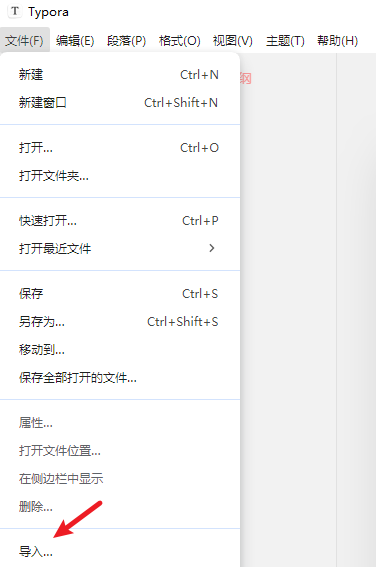 T Typora
文件(F) 编辑(E) 段落(P) 格式(O) 视图(V) 主题(T) 帮助(H)
纲
新建 Ctrl+N
新建窗口 Ctrl+Shift+N
打开... Ctrl+O
打开文件夹...
快速打开... Ctrl+P
打开最近文件
保存 Ctrl+S
另存为... Ctrl+Shift+S
移动到...
保存全部打开的文件...
属性...
打开文件位置...
在侧边栏中显示
删除...
导入...